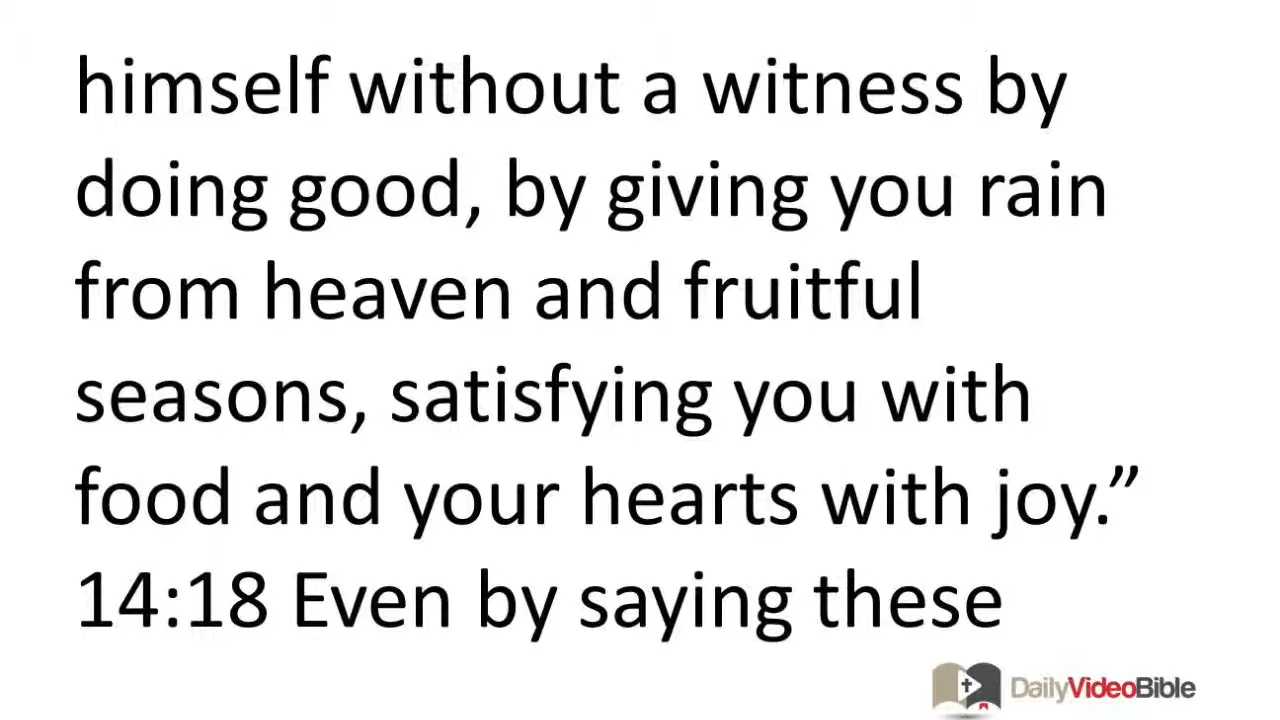 himself without a witness by
doing good, by giving you rain
from heaven and fruitful
seasons, satisfying you with
food and your hearts with joy.”
14:18 Even by saying these
DailyVideoBible